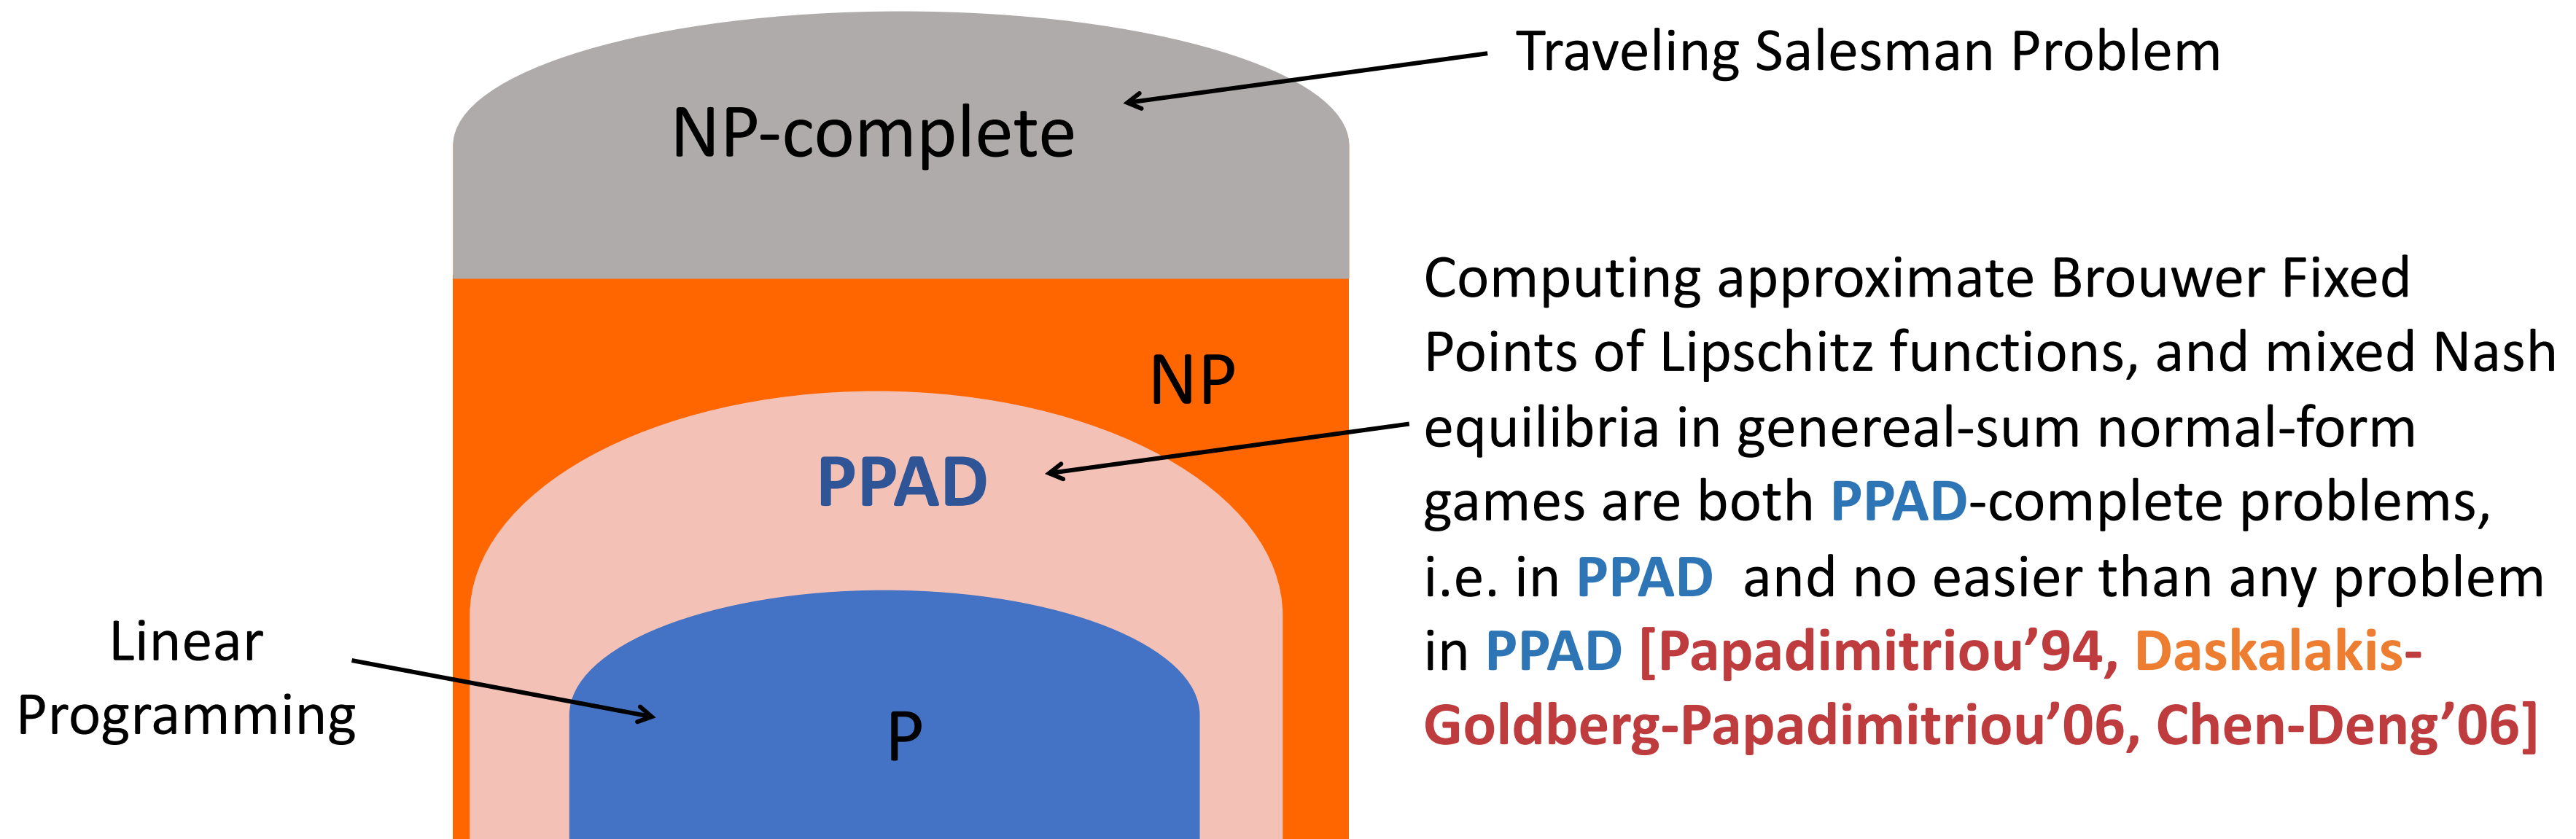 Traveling Salesman Problem
NP-complete
Computing approximate Brouwer Fixed
Points of Lipschitz functions, and mixed Nash
equilibria in genereal-sum normal-form
games are both PPAD-complete problems,
i.e. in PPAD and no easier than any problem
in PPAD [Papadimitriou’94, Daskalakis-
Goldberg-Papadimitriou’06, Chen-Deng’06]
NP
PPAD
Linear
Programming
P